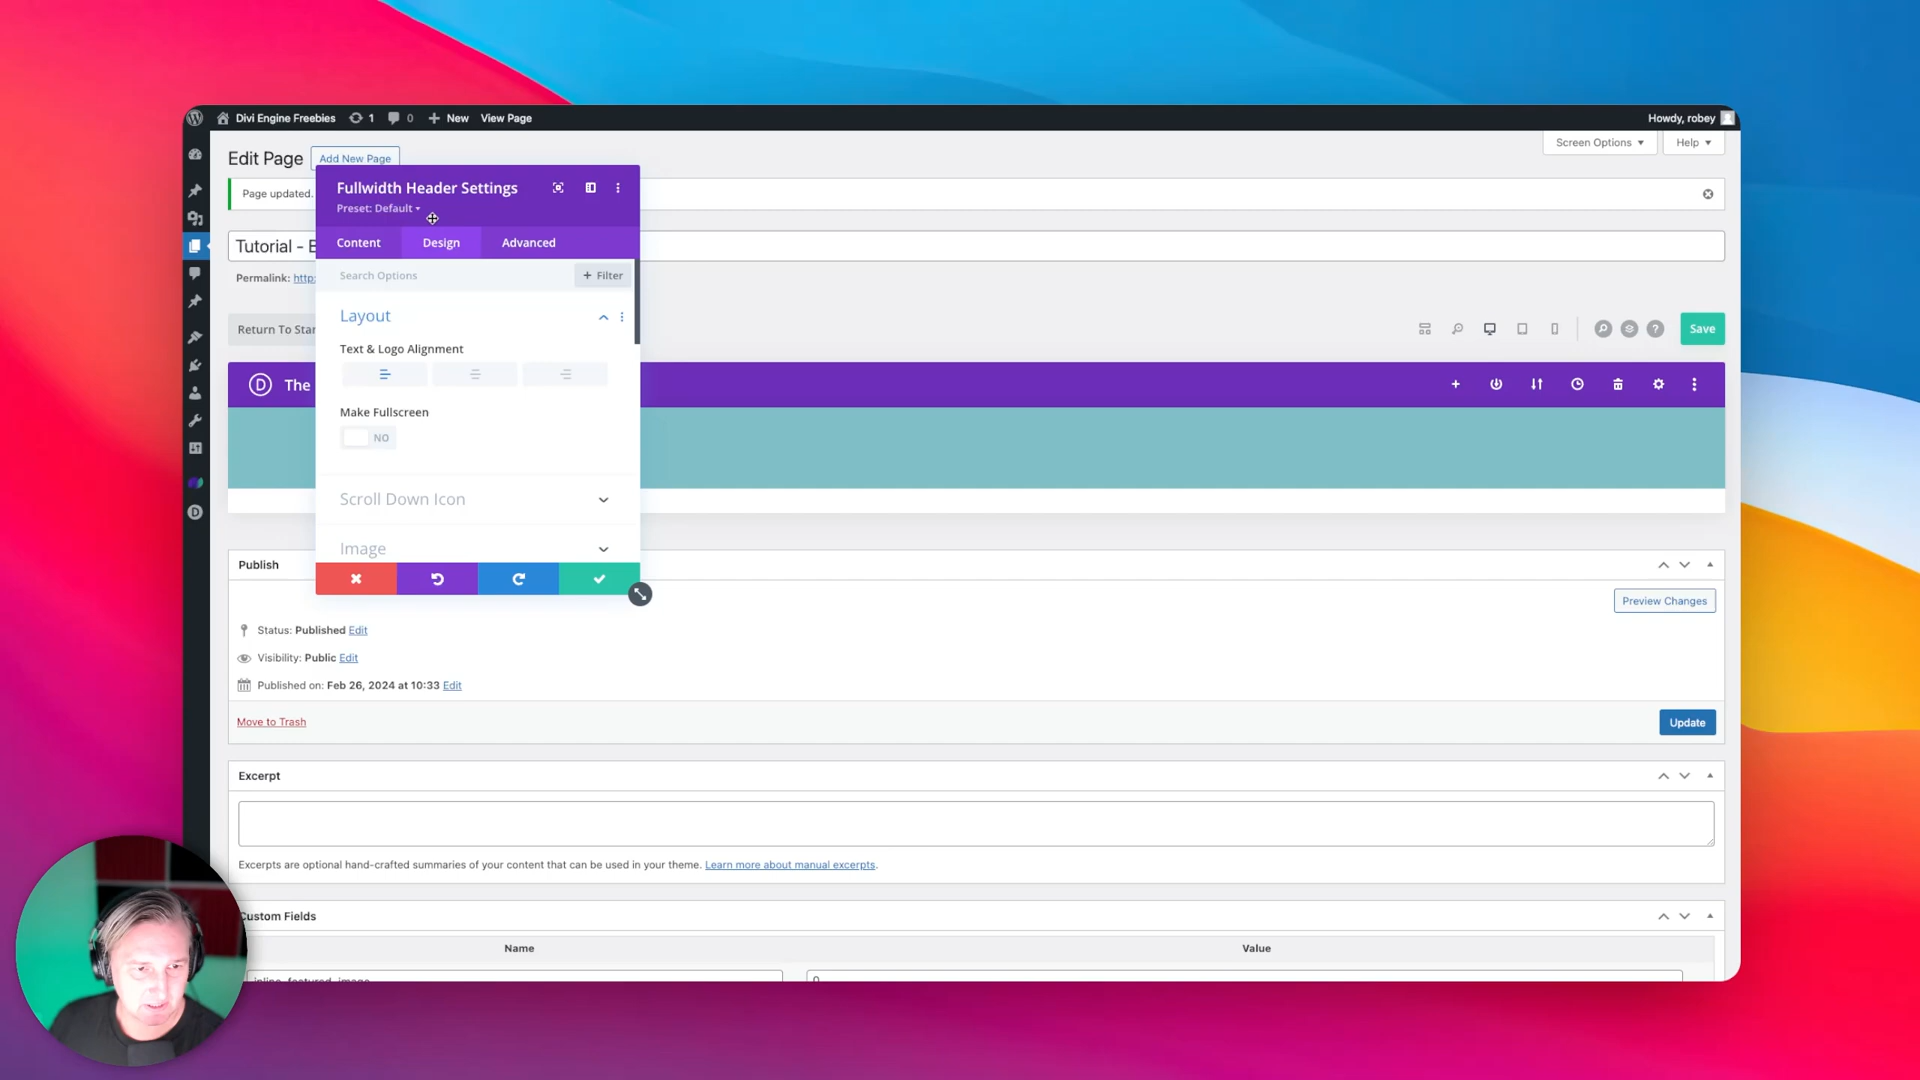 Divi Engine Freebies 1 0 New View Page Howdy, robey
Screen Options Help
Edit Page Add New Page
Page updated.
Fullwidth Header Settings
Preset: Default
Content Design Advanced
Search Options + Filter
Tutorial -
Permalink: http:
Layout
Text & Logo Alignment
Make Fullscreen
NO
Scroll Down Icon
Image
Return To
Save
D The
Publish
Preview Changes
Status: Published Edit
Visibility: Public Edit
Published on: Feb 26, 2024 at 10:33 Edit
Move to Trash
Update
Excerpt
Excerpts are optional hand-crafted summaries of your content that can be used in your theme. Learn more about manual excerpts.
Custom Fields
Name Value